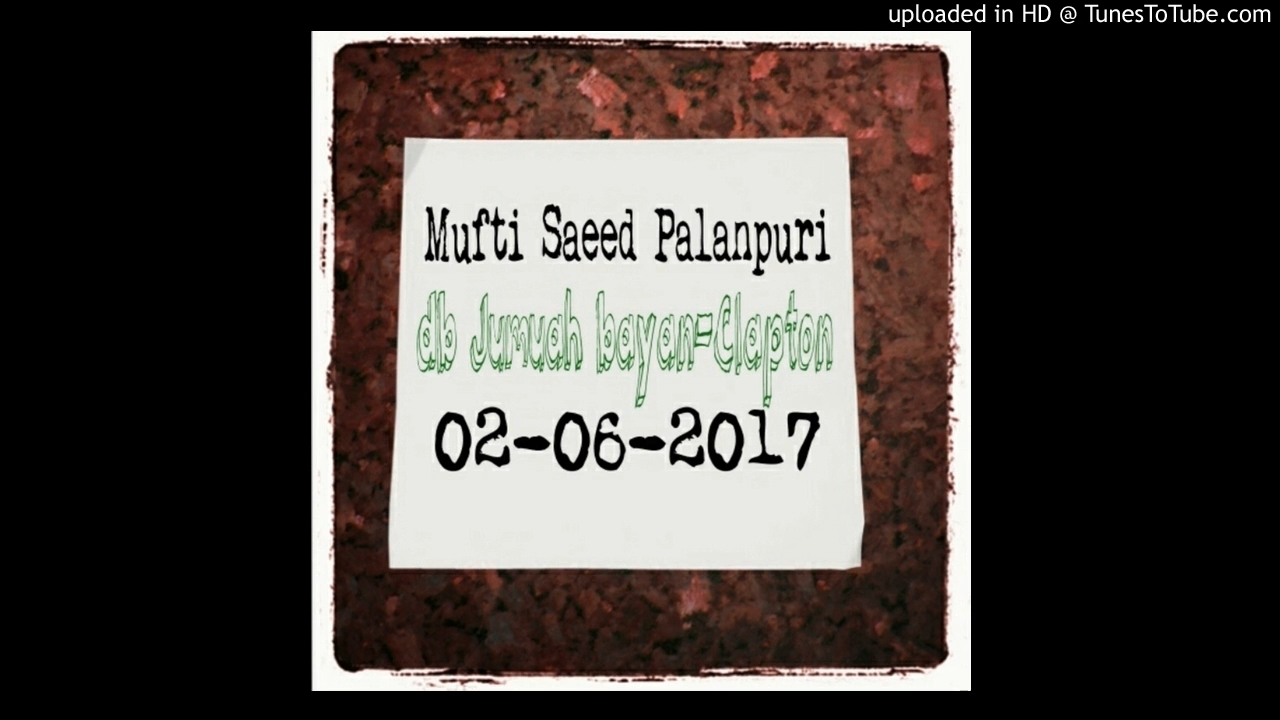 uploaded in HD @ TunesToTube.com
Mufti Saeed Palanpuri
db Jumuah bayan-Clapton
02-06-2017